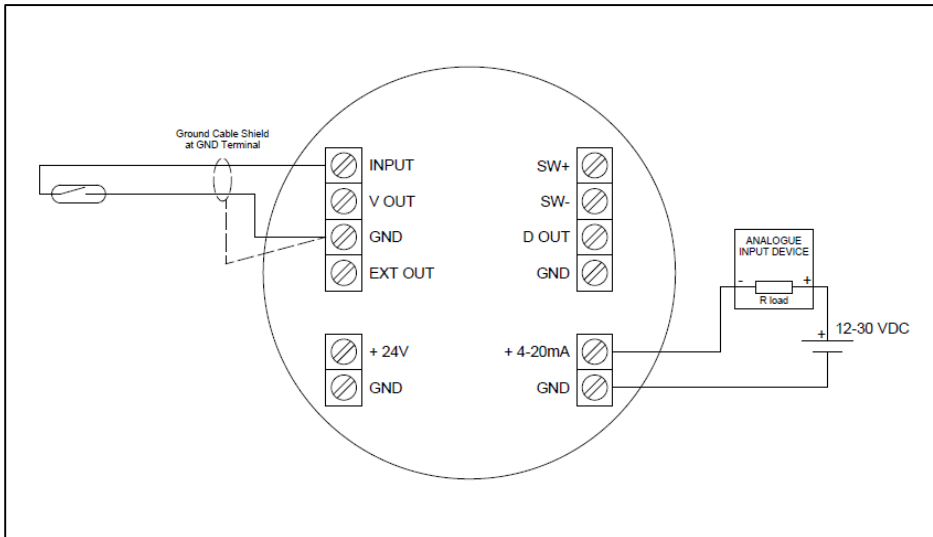 Ground Cable Shield
at GND Terminal
INPUT
V OUT
GND
EXT OUT
+ 24V
GND
SW+
SW-
D OUT
GND
+ 4-20mA
GND
ANALOGUE
INPUT DEVICE
- +
R load
+
12-30 VDC